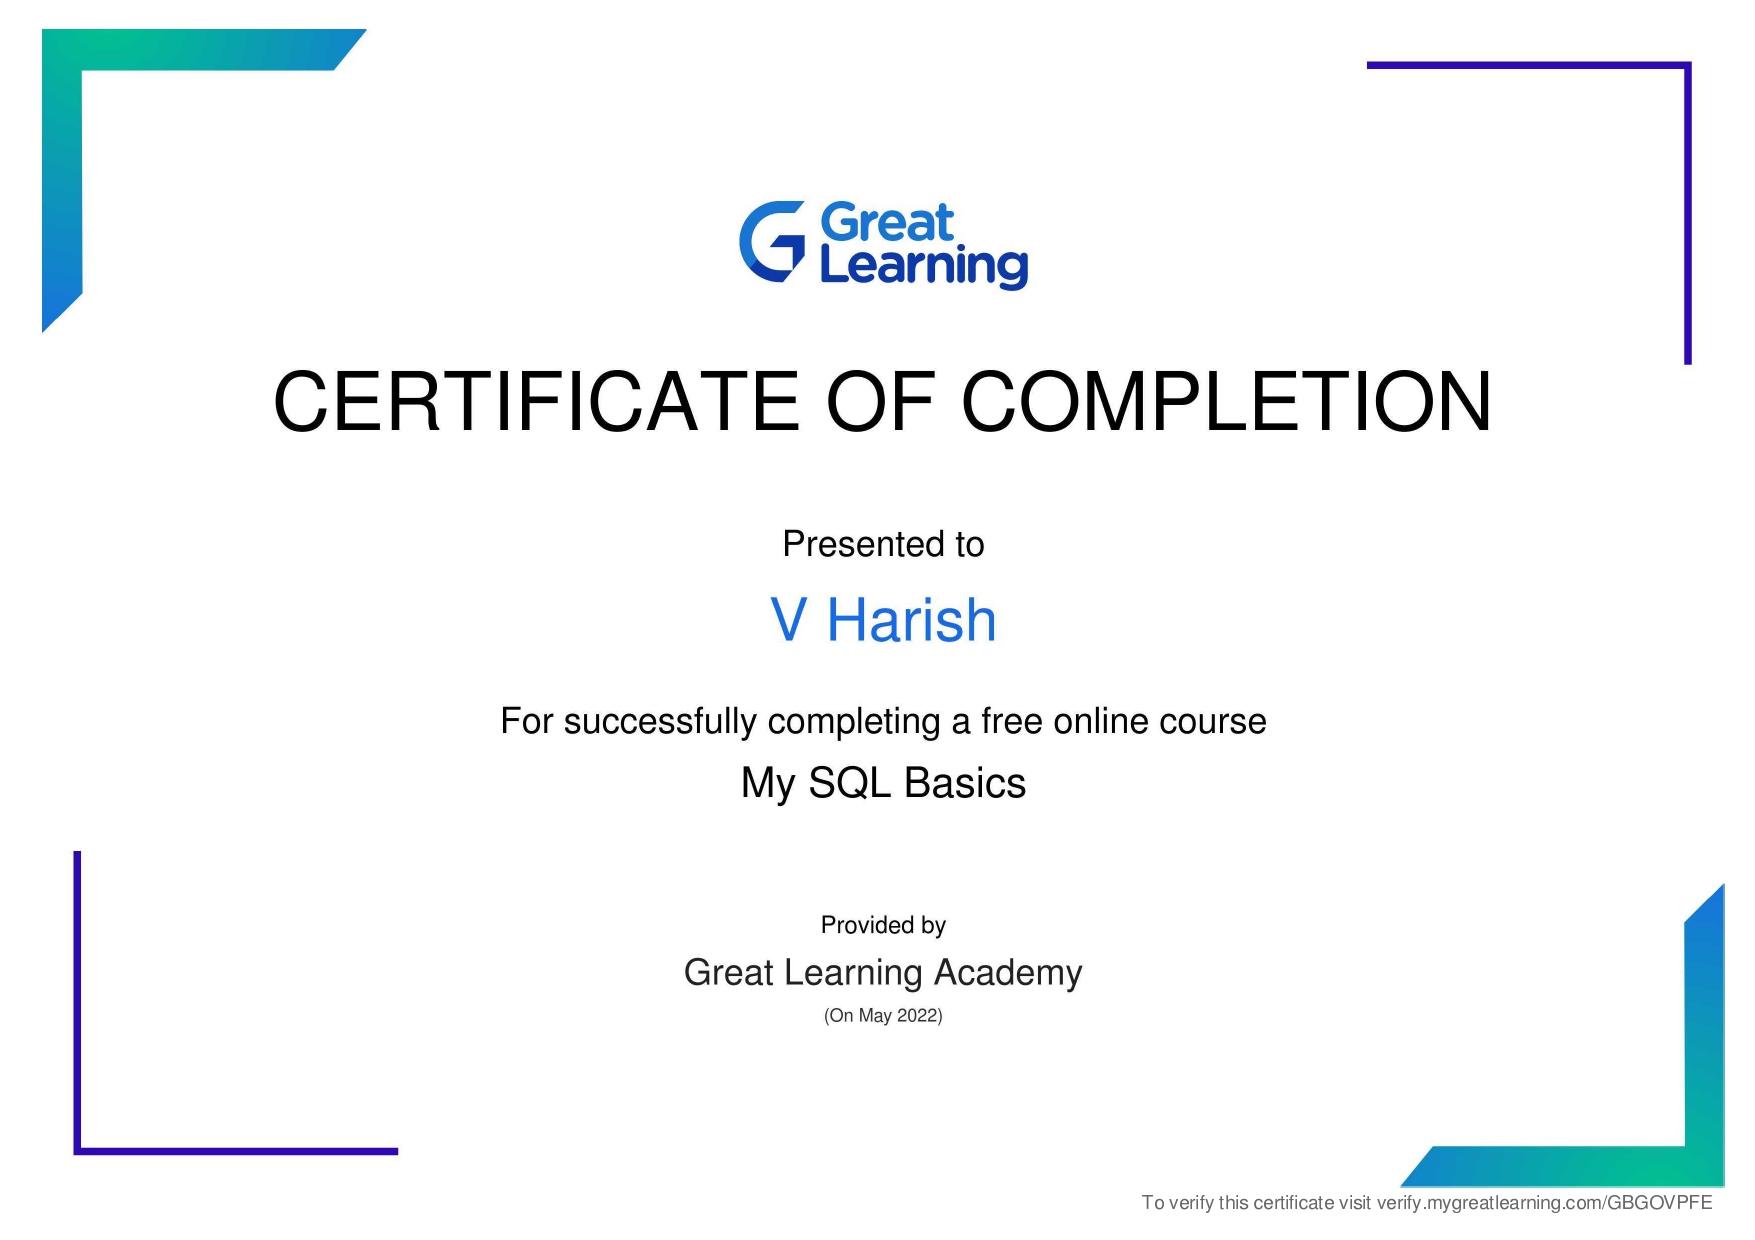 Great
Learning
CERTIFICATE OF COMPLETION
Presented to
V Harish
For successfully completing a free online course
My SQL Basics
Provided by
Great Learning Academy
(On May 2022)
To verify this certificate visit verify.mygreatlearning.com/GBGOVPFE